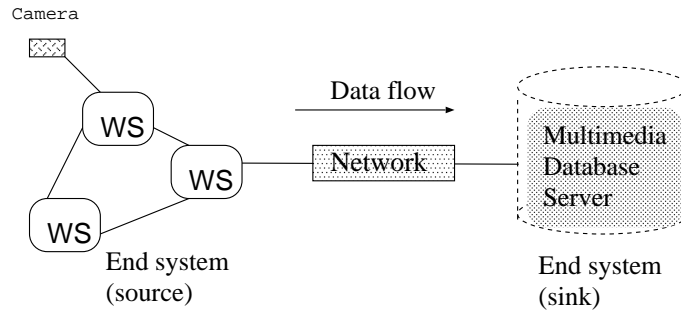 Camera
WS
WS
WS
Data flow
Network
Multimedia
Database
Server
End system
(source)
End system
(sink)